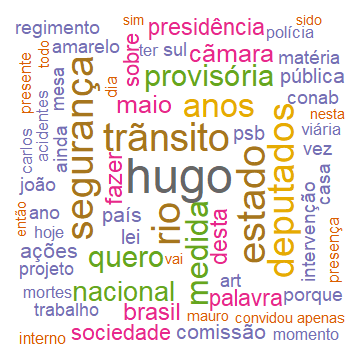 sim
sido
regimento
presidência
polícia
amarelo
sobre
ter
sul
câmara
matéria
todo
presente
mesa
segurança
dia
provisória
pública
conab
acidentes
ainda
maio
anos
nesta
carlos
trânsito
psb
deputados
viária
vez
joão
fazer
hugo
estado
intervenção
casa
então
ano
país
rio
medida
desta
presença
hoje
lei
ações
quero
vai
projeto
art
mortes
nacional
palavra
porque
trabalho
brasil
mauro
convidou
apenas
interno
sociedade
comissão
momento